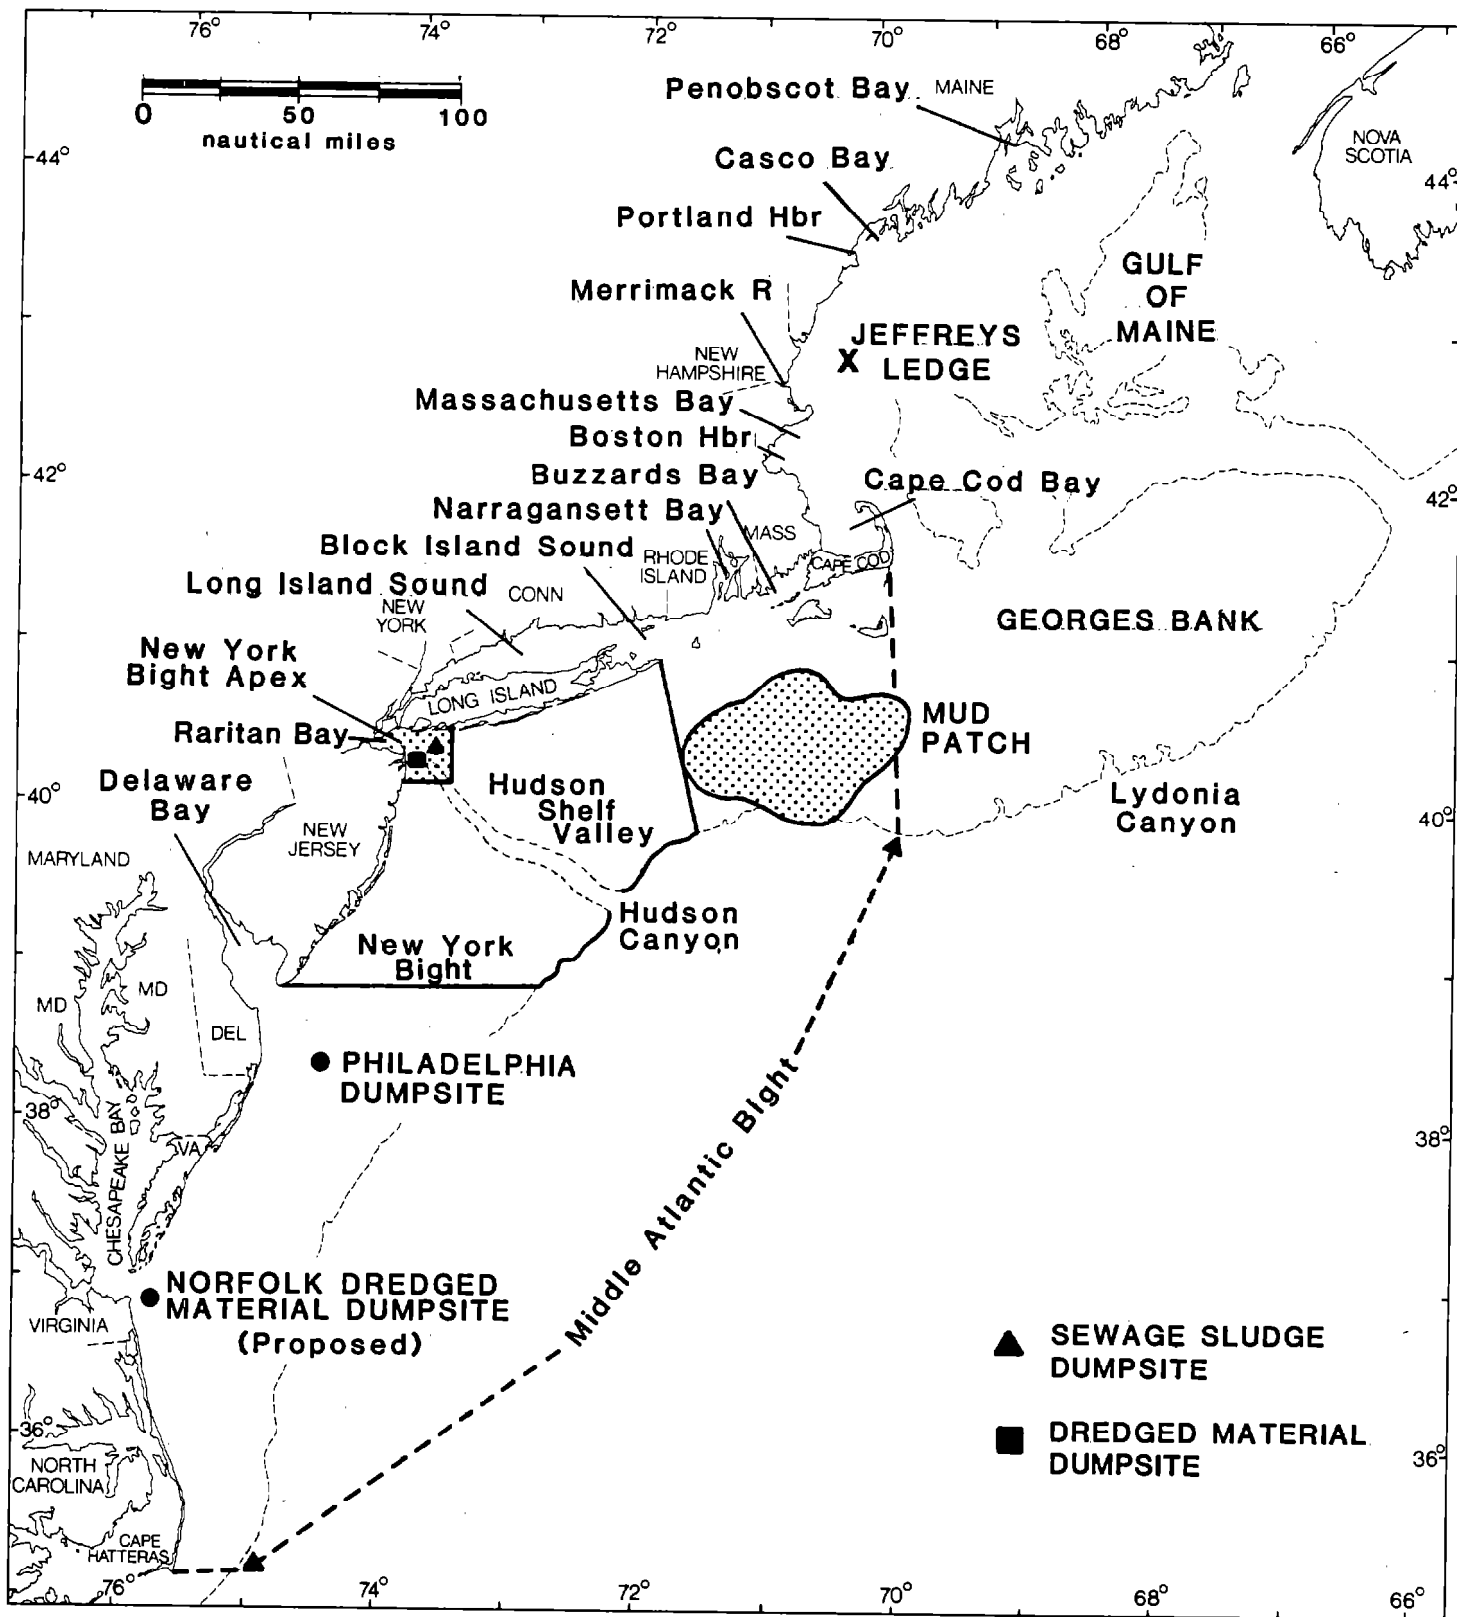 76°
74°
72°
70°
68°
66°
0 50 100
nautical miles
Penobscot Bay
MAINE
Casco Bay
NOVA
SCOTIA
44°
44°
Portland Hbr
GULF
OF
MAINE
Merrimack R
JEFFREYS
LEDGE
X
NEW
HAMPSHIRE
Massachusetts Bay
Boston Hbr
Buzzards Bay
42°
42°
Cape Cod Bay
Narragansett Bay
MASS
Block Island Sound
RHODE
ISLAND
CAPE COD
Long Island Sound
CONN
NEW
YORK
GEORGES BANK
New York
Bight Apex
LONG ISLAND
Raritan Bay
MUD
PATCH
Delaware
Bay
40°
40°
Hudson
Shelf
Valley
Lydonia
Canyon
NEW
JERSEY
MARYLAND
Hudson
Canyon
New York
Bight
MD
MD
DEL
PHILADELPHIA
DUMPSITE
38°
38°
CHESAPEAKE BAY
VA
Middle Atlantic Bight
NORFOLK DREDGED
MATERIAL DUMPSITE
(Proposed)
VIRGINIA
SEWAGE SLUDGE
DUMPSITE
DREDGED MATERIAL
DUMPSITE
36°
36°
NORTH
CAROLINA
CAPE
HATTERAS
76°
74°
72°
70°
68°
66°